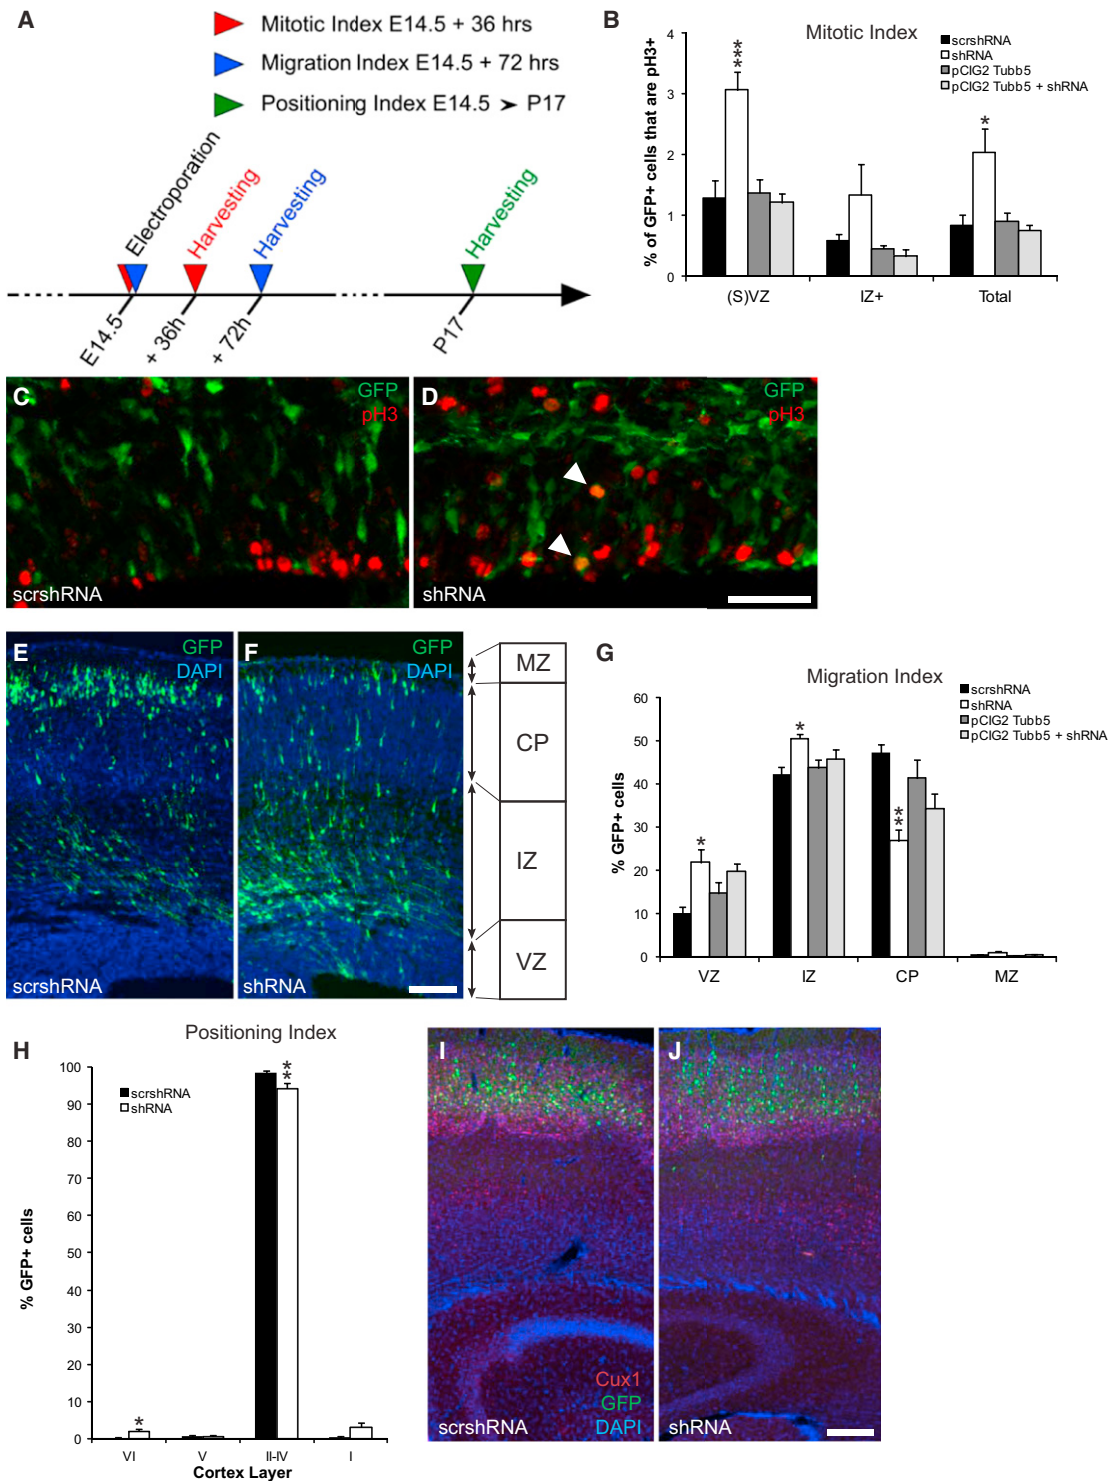 A
Mitotic Index E14.5 + 36 hrs
Migration Index E14.5 + 72 hrs
Positioning Index E14.5 ➤ P17
Electroporation
Harvesting
Harvesting
Harvesting
E14.5
+ 36h
+ 72h
P17
B
Mitotic Index
scrshRNA
shRNA
pCIG2 Tubb5
pCIG2 Tubb5 + shRNA
% of GFP+ cells that are pH3+
4
3
2
1
0
***
*
(S)VZ
IZ+
Total
C
GFP
pH3
scrshRNA
D
GFP
pH3
shRNA
E
GFP
DAPI
scrshRNA
F
GFP
DAPI
shRNA
MZ
CP
IZ
VZ
G
Migration Index
scrshRNA
shRNA
pCIG2 Tubb5
pCIG2 Tubb5 + shRNA
% GFP+ cells
60
50
40
30
20
10
0
*
*
**
VZ
IZ
CP
MZ
H
Positioning Index
scrshRNA
shRNA
% GFP+ cells
100
90
80
70
60
50
40
30
20
10
0
*
**
VI
V
II-IV
I
Cortex Layer
I
Cux1
GFP
DAPI
scrshRNA
J
shRNA